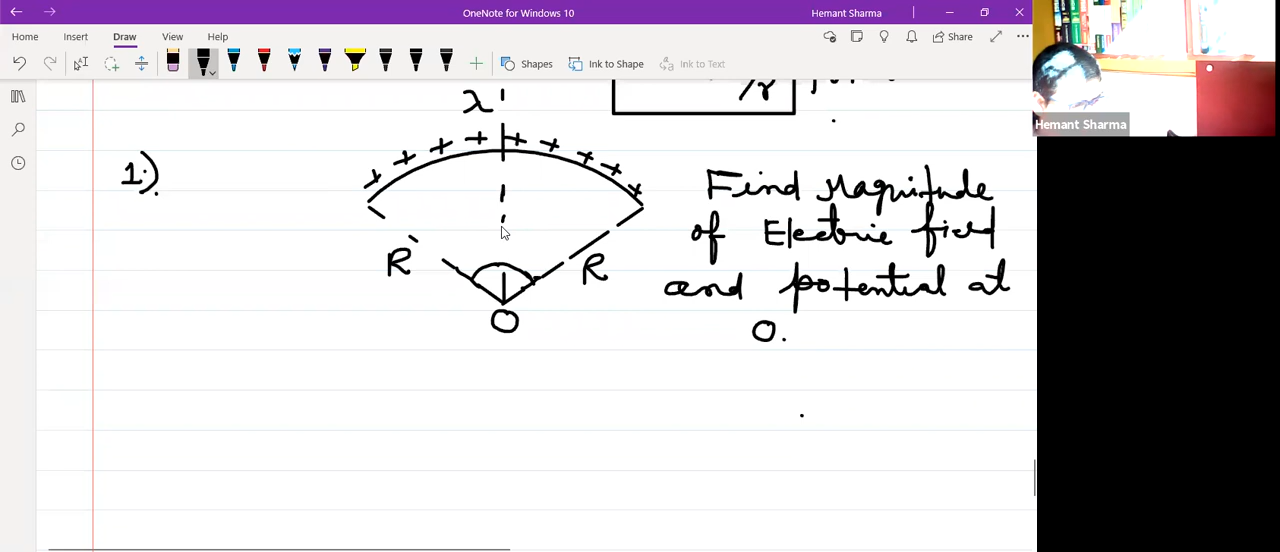 OneNote for Windows 10
Hemant Sharma
Home Insert Draw View Help
Share
Shapes
Ink to Shape
Ink to Text
Hemant Sharma
λ
1.)
R
R
O
Find Magnitude
of Electric field
and potential at
O.